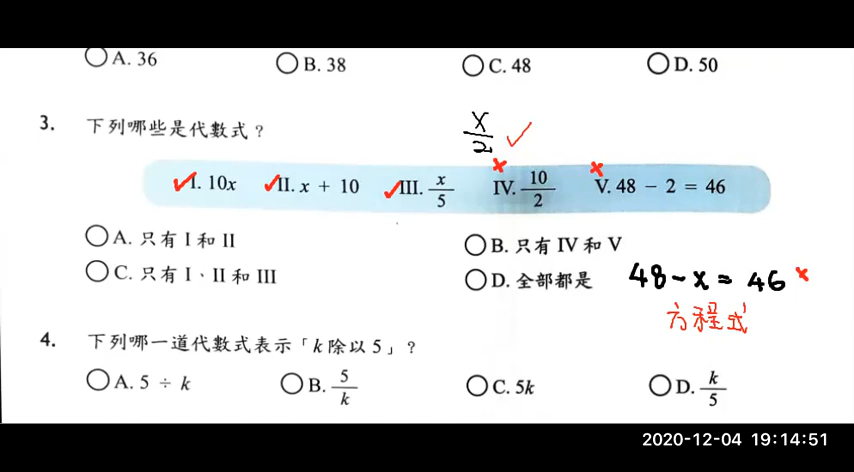 A. 36 B. 38 C. 48 D. 50
3. 下列哪些是代數式？
x/2 ✓
✓I. 10x ✓II. x + 10 ✓III. x/5 ×IV. 10/2 ×V. 48 − 2 = 46
A. 只有 I 和 II B. 只有 IV 和 V
C. 只有 I、II 和 III D. 全部都是
48 − x = 46 ×
方程式
4. 下列哪一道代數式表示「k 除以 5」？
A. 5 ÷ k B. 5/k C. 5k D. k/5
2020-12-04 19:14:51